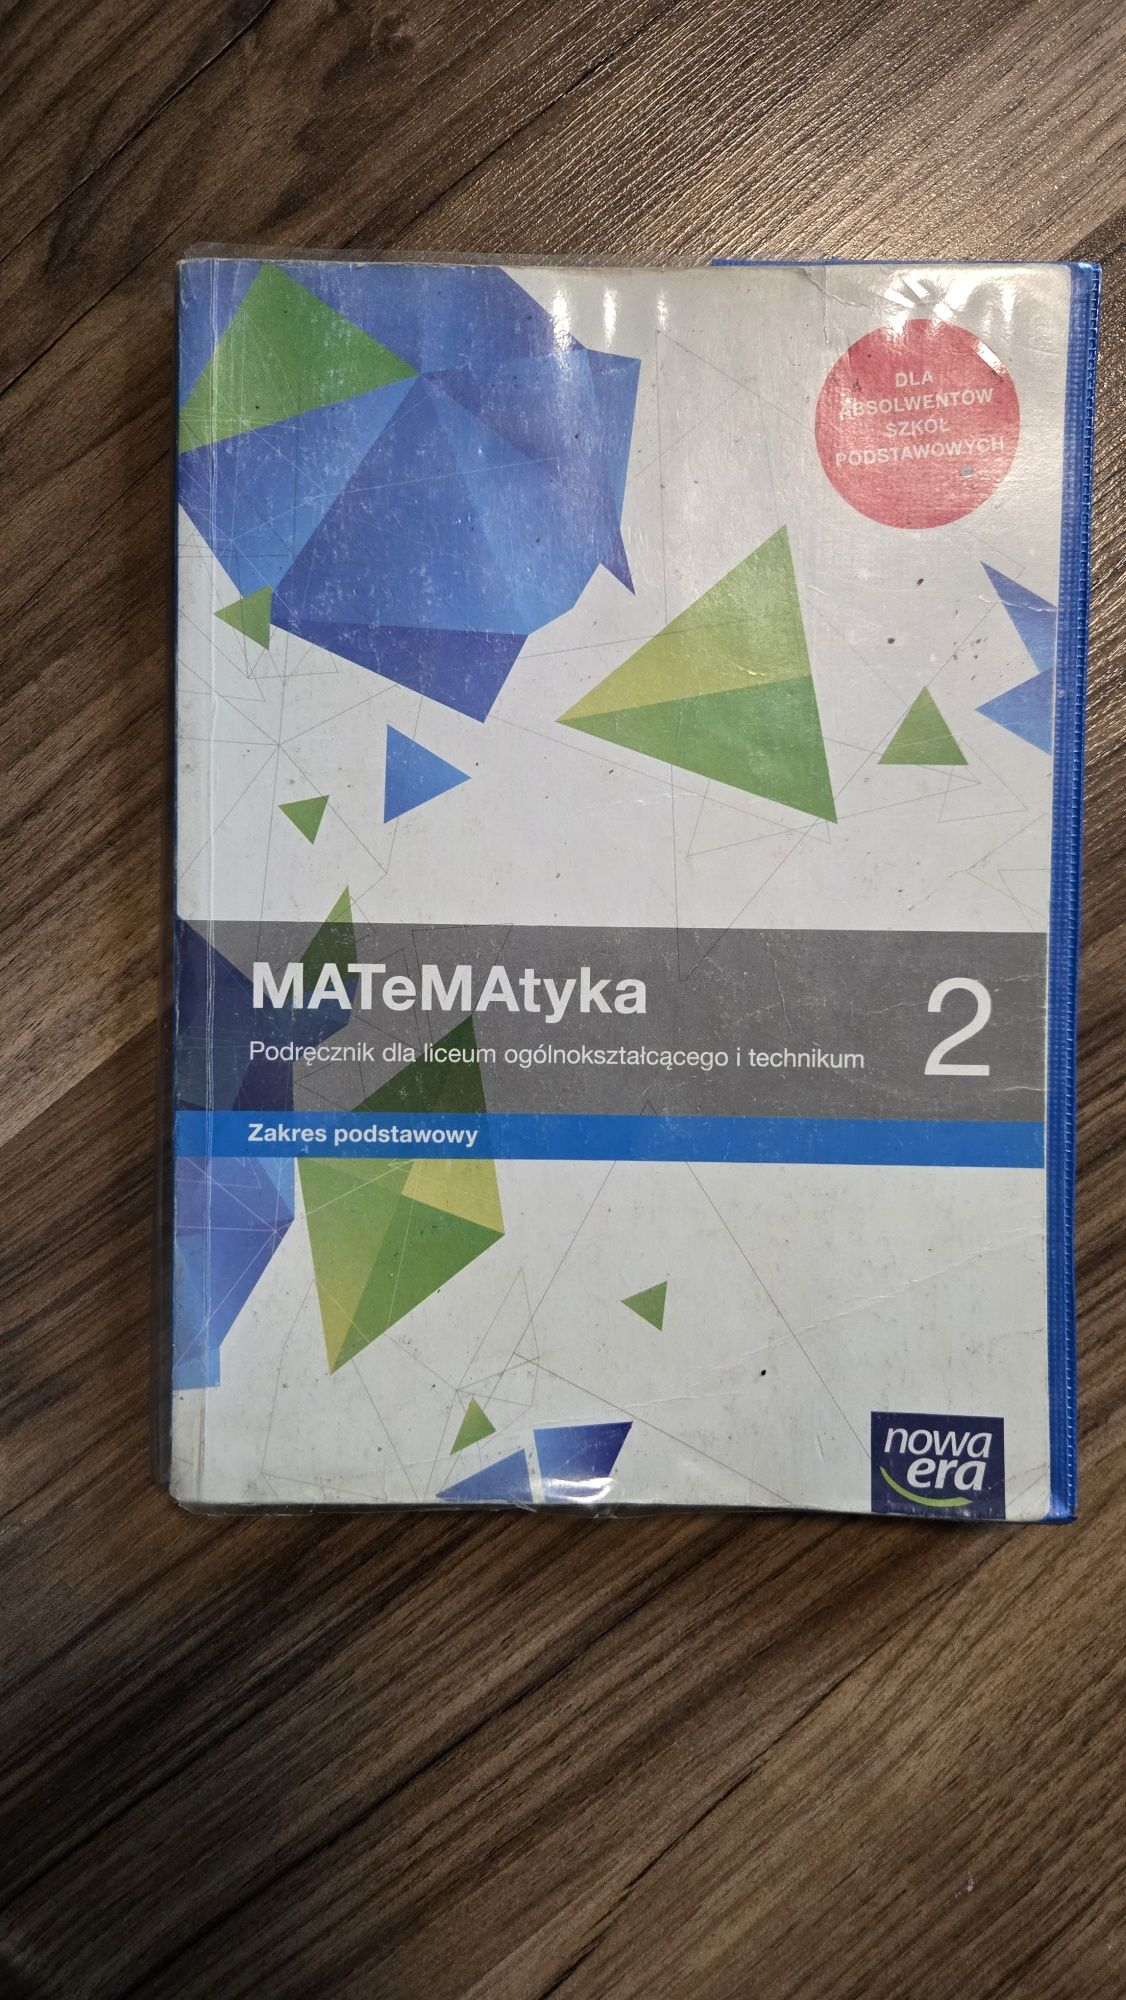 DLA
ABSOLWENTÓW
SZKÓŁ
PODSTAWOWYCH
MATeMAtyka
2
Podręcznik dla liceum ogólnokształcącego i technikum
Zakres podstawowy
nowa
era